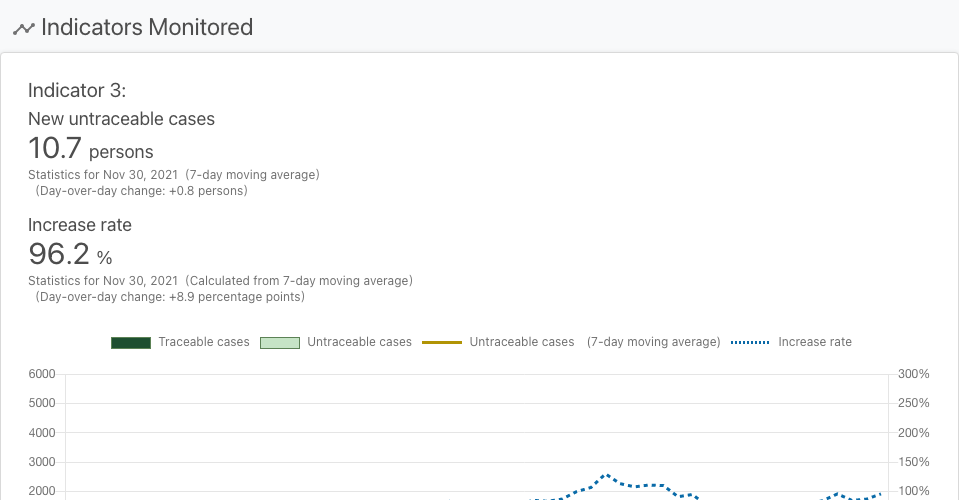 Indicators Monitored
Indicator 3:
New untraceable cases
10.7 persons
Statistics for Nov 30, 2021 (7-day moving average)
(Day-over-day change: +0.8 persons)
Increase rate
96.2 %
Statistics for Nov 30, 2021 (Calculated from 7-day moving average)
(Day-over-day change: +8.9 percentage points)
Traceable cases Untraceable cases Untraceable cases (7-day moving average) Increase rate
6000 300%
5000 250%
4000 200%
3000 150%
2000 100%